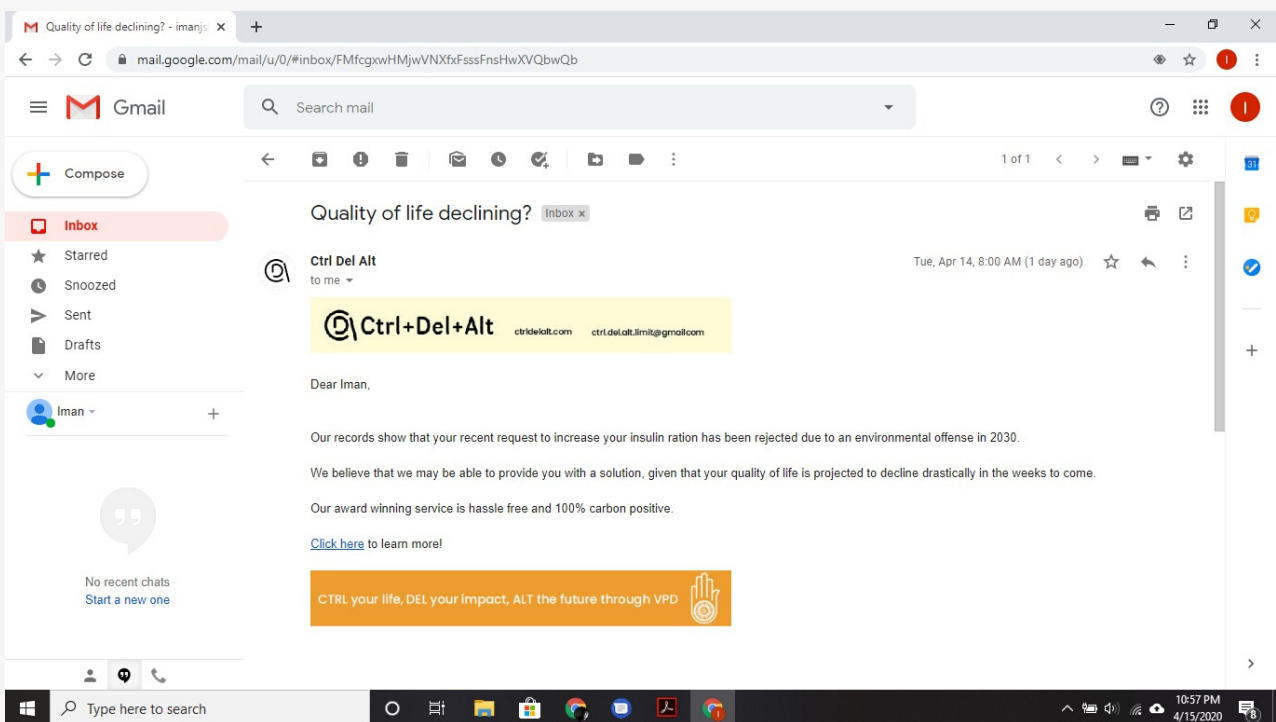 Quality of life declining? - imanjs
mail.google.com/mail/u/0/#inbox/FMfcgxwHMjwVNXfxFsssFnsHwXVQbwQb
Gmail
Search mail
I
Compose
1 of 1
31
Inbox
Starred
Snoozed
Sent
Drafts
More
Iman
No recent chats
Start a new one
Quality of life declining? Inbox x
Ctrl Del Alt
Tue, Apr 14, 8:00 AM (1 day ago)
to me
Ctrl+Del+Alt ctrldelalt.com ctrl.del.alt.limit@gmailcom
Dear Iman,
Our records show that your recent request to increase your insulin ration has been rejected due to an environmental offense in 2030.
We believe that we may be able to provide you with a solution, given that your quality of life is projected to decline drastically in the weeks to come.
Our award winning service is hassle free and 100% carbon positive.
Click here to learn more!
CTRL your life, DEL your impact, ALT the future through VPD
Type here to search
10:57 PM
4/15/2020
8